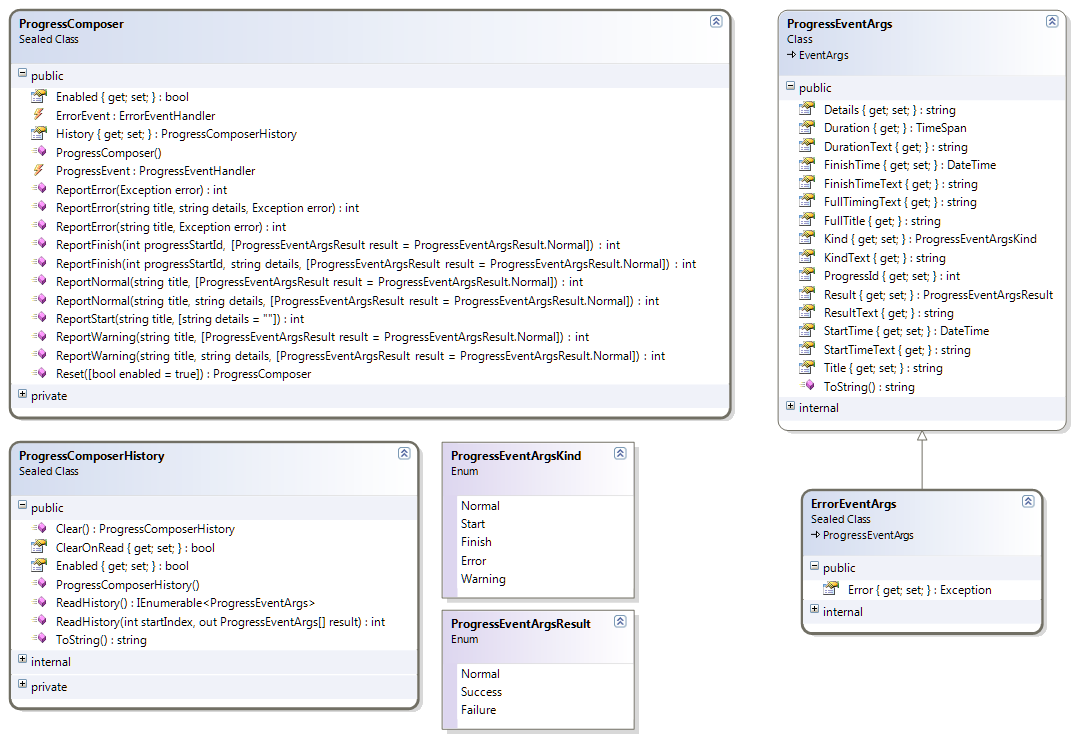 ProgressComposer
Sealed Class
public
Enabled { get; set; } : bool
ErrorEvent : ErrorEventHandler
History { get; set; } : ProgressComposerHistory
ProgressComposer()
ProgressEvent : ProgressEventHandler
ReportError(Exception error) : int
ReportError(string title, string details, Exception error) : int
ReportError(string title, Exception error) : int
ReportFinish(int progressStartId, [ProgressEventArgsResult result = ProgressEventArgsResult.Normal]) : int
ReportFinish(int progressStartId, string details, [ProgressEventArgsResult result = ProgressEventArgsResult.Normal]) : int
ReportNormal(string title, [ProgressEventArgsResult result = ProgressEventArgsResult.Normal]) : int
ReportNormal(string title, string details, [ProgressEventArgsResult result = ProgressEventArgsResult.Normal]) : int
ReportStart(string title, [string details = ""]) : int
ReportWarning(string title, [ProgressEventArgsResult result = ProgressEventArgsResult.Normal]) : int
ReportWarning(string title, string details, [ProgressEventArgsResult result = ProgressEventArgsResult.Normal]) : int
Reset([bool enabled = true]) : ProgressComposer
private
ProgressEventArgs
Class
EventArgs
public
Details { get; set; } : string
Duration { get; } : TimeSpan
DurationText { get; } : string
FinishTime { get; set; } : DateTime
FinishTimeText { get; } : string
FullTimingText { get; } : string
FullTitle { get; } : string
Kind { get; set; } : ProgressEventArgsKind
KindText { get; } : string
ProgressId { get; set; } : int
Result { get; set; } : ProgressEventArgsResult
ResultText { get; } : string
StartTime { get; set; } : DateTime
StartTimeText { get; } : string
Title { get; set; } : string
ToString() : string
internal
ProgressComposerHistory
Sealed Class
public
Clear() : ProgressComposerHistory
ClearOnRead { get; set; } : bool
Enabled { get; set; } : bool
ProgressComposerHistory()
ReadHistory() : IEnumerable<ProgressEventArgs>
ReadHistory(int startIndex, out ProgressEventArgs[] result) : int
ToString() : string
internal
private
ProgressEventArgsKind
Enum
Normal
Start
Finish
Error
Warning
ProgressEventArgsResult
Enum
Normal
Success
Failure
ErrorEventArgs
Sealed Class
ProgressEventArgs
public
Error { get; set; } : Exception
internal